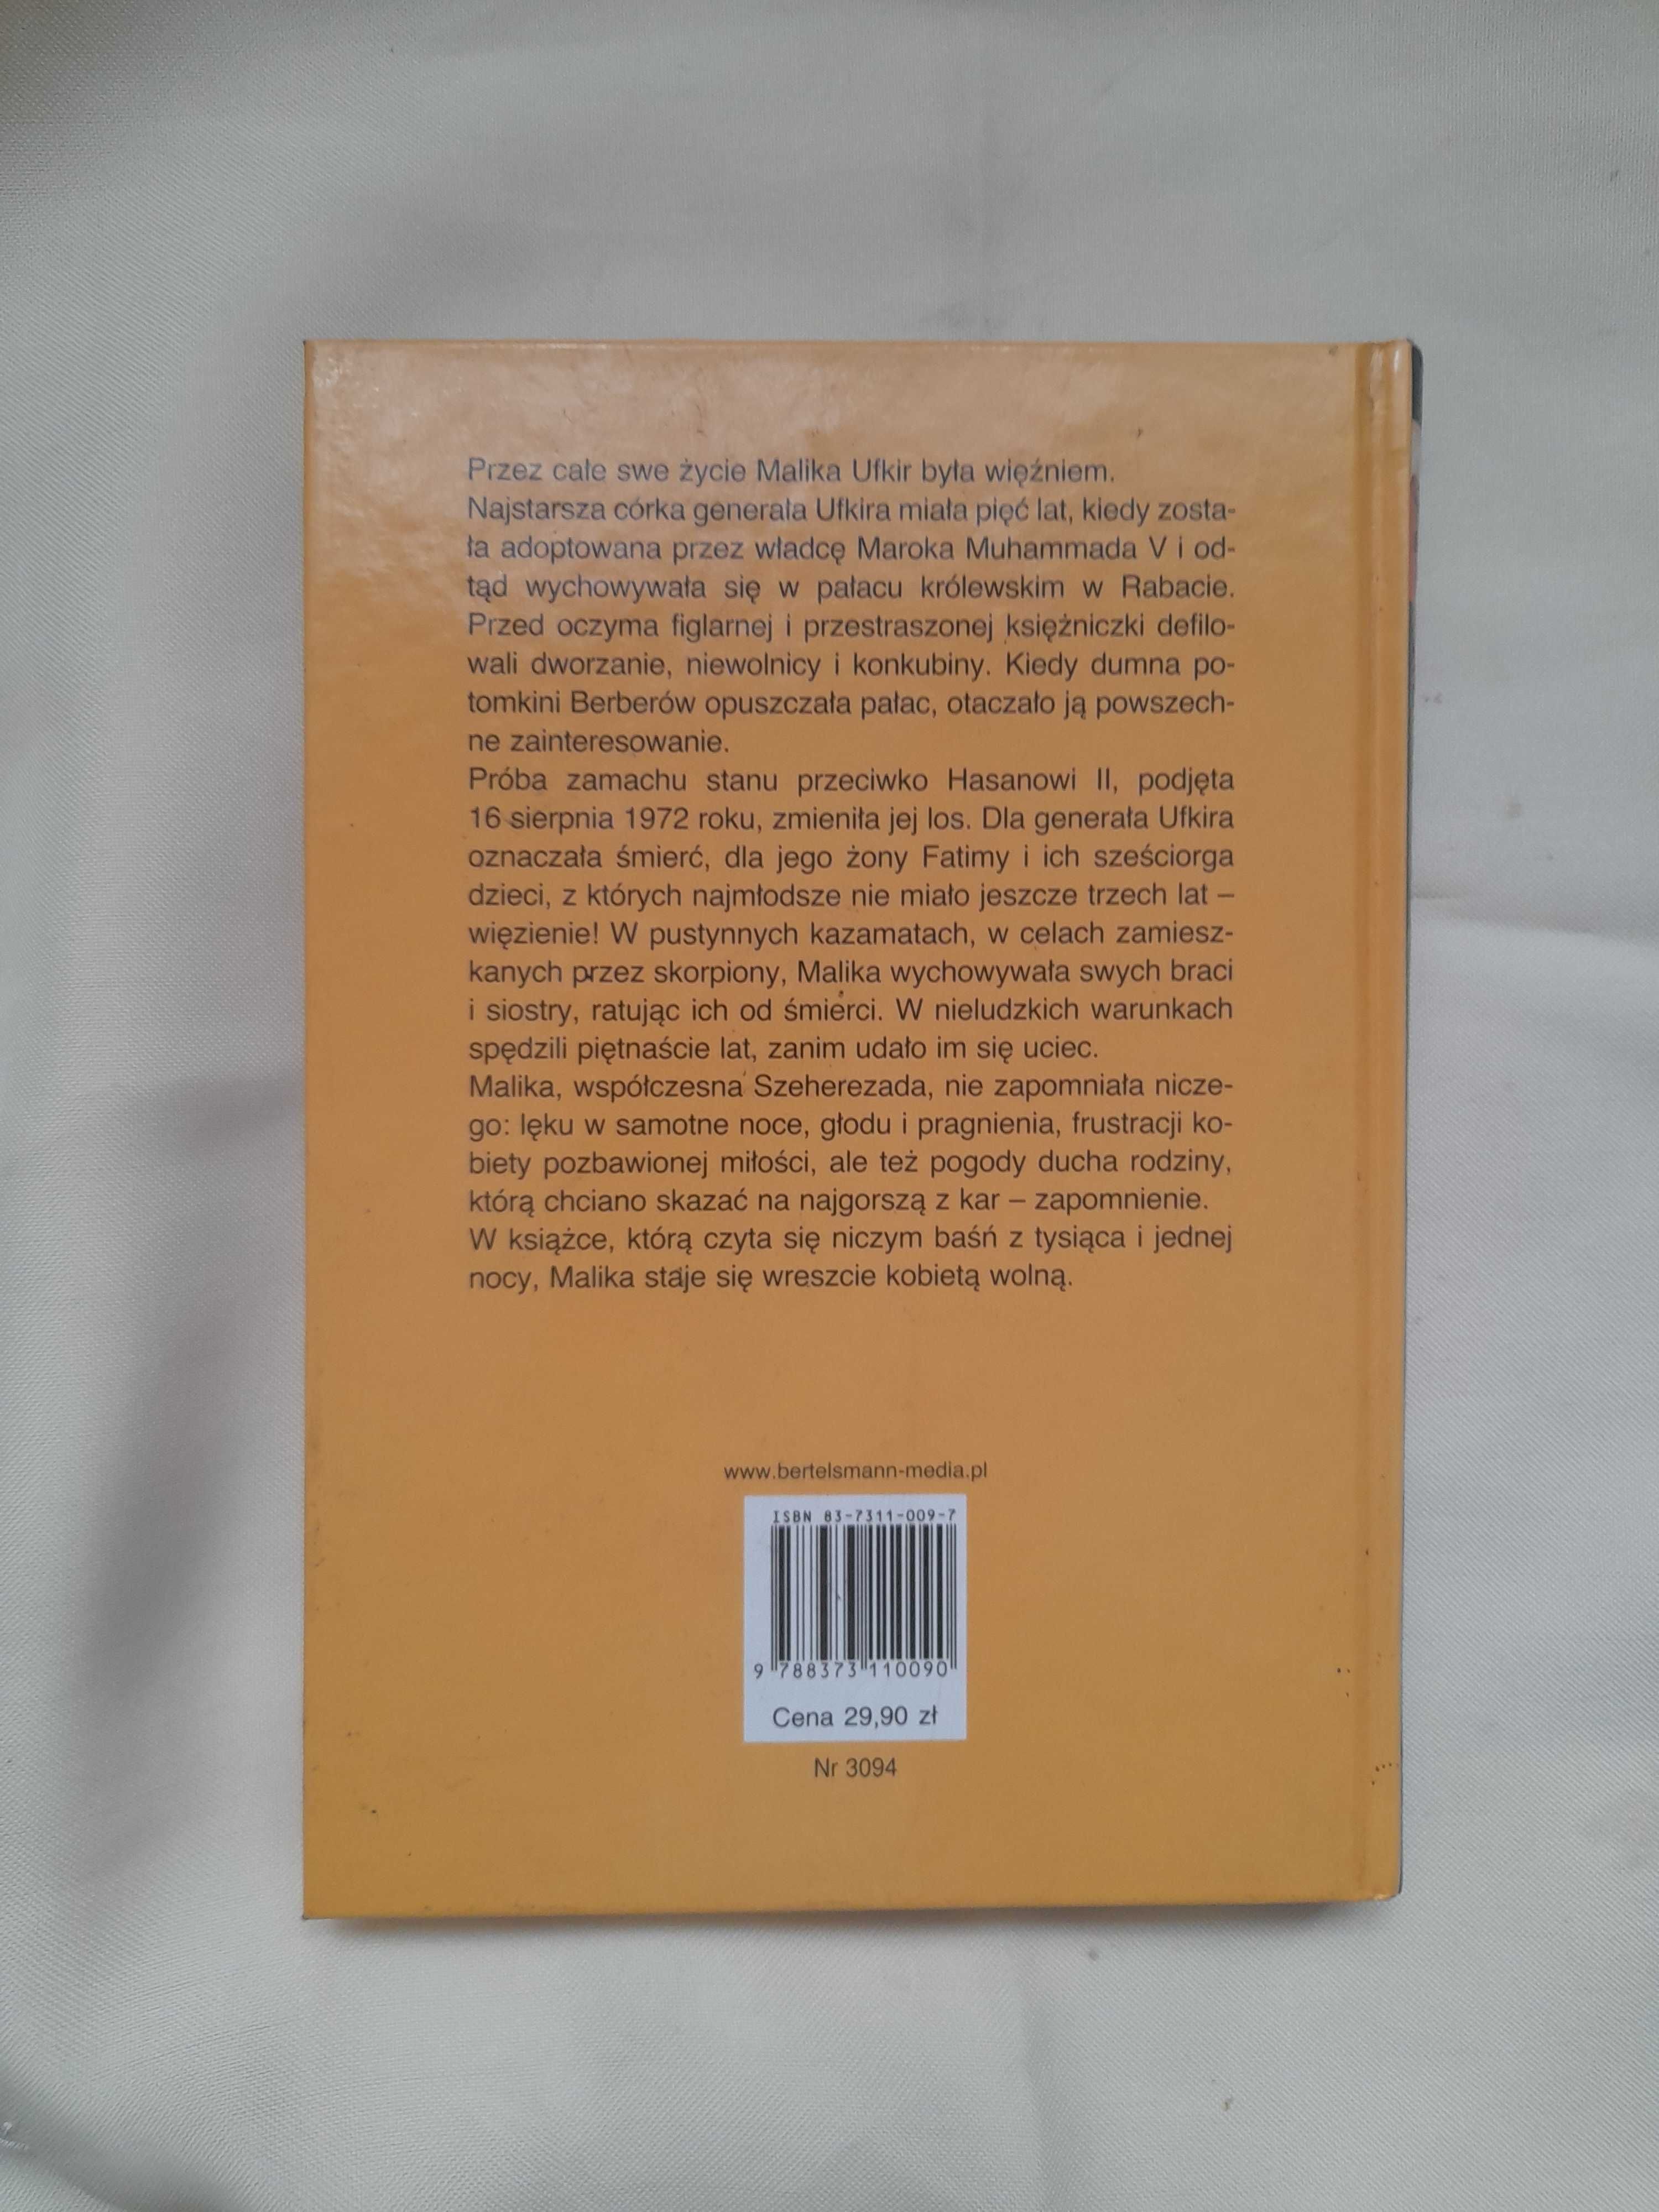 Przez całe swe życie Malika Ufkir była więźniem.
Najstarsza córka generała Ufkira miała pięć lat, kiedy zosta-
ła adoptowana przez władcę Maroka Muhammada V i od-
tąd wychowywała się w pałacu królewskim w Rabacie.
Przed oczyma figlarnej i przestraszonej księżniczki defilo-
wali dworzanie, niewolnicy i konkubiny. Kiedy dumna po-
tomkini Berberów opuszczała pałac, otaczało ją powszech-
ne zainteresowanie.
Próba zamachu stanu przeciwko Hasanowi II, podjęta
16 sierpnia 1972 roku, zmieniła jej los. Dla generała Ufkira
oznaczała śmierć, dla jego żony Fatimy i ich sześciorga
dzieci, z których najmłodsze nie miało jeszcze trzech lat –
więzienie! W pustynnych kazamatach, w celach zamiesz-
kanych przez skorpiony, Malika wychowywała swych braci
i siostry, ratując ich od śmierci. W nieludzkich warunkach
spędzili piętnaście lat, zanim udało im się uciec.
Malika, współczesna Szeherezada, nie zapomniała nicze-
go: lęku w samotne noce, głodu i pragnienia, frustracji ko-
biety pozbawionej miłości, ale też pogody ducha rodziny,
którą chciano skazać na najgorszą z kar – zapomnienie.
W książce, którą czyta się niczym baśń z tysiąca i jednej
nocy, Malika staje się wreszcie kobietą wolną.
www.bertelsmann-media.pl
ISBN 83-7311-009-7
9 788373 110090
Cena 29,90 zł
Nr 3094